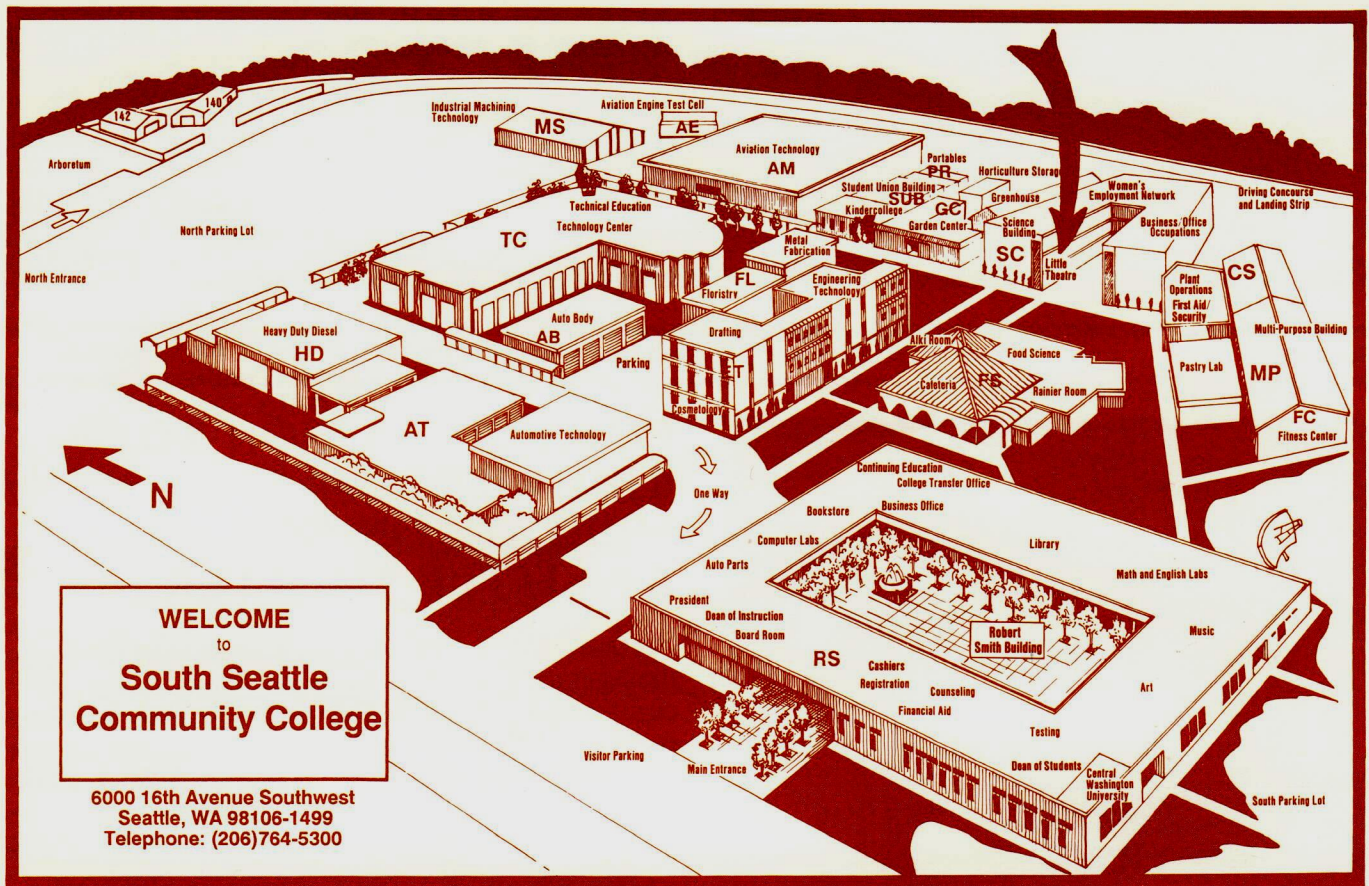 142
140
Arboretum
North Parking Lot
North Entrance
Industrial Machining
Technology
MS
Aviation Engine Test Cell
AE
Aviation Technology
AM
Portables
PR
Horticulture Storage
Student Union Building
SUB
Kindercollege
GC
Garden Center
Greenhouse
Women's
Employment Network
Driving Concourse
and Landing Strip
Science
Building
SC
Little
Theatre
Business/Office
Occupations
Technical Education
Technology Center
TC
Metal
Fabrication
FL
Floristry
Engineering
Technology
Plant
Operations
First Aid/
Security
CS
Multi-Purpose Building
Heavy Duty Diesel
HD
Auto Body
AB
Parking
Drafting
ET
Cosmetology
Alki Room
Food Science
Cafeteria
FS
Rainier Room
Pastry Lab
MP
FC
Fitness Center
AT
Automotive Technology
N
One Way
Continuing Education
College Transfer Office
Bookstore
Business Office
Computer Labs
Library
Auto Parts
Math and English Labs
President
Dean of Instruction
Board Room
Robert
Smith Building
Music
RS
Cashiers
Registration
Counseling
Art
Financial Aid
Testing
Visitor Parking
Main Entrance
Dean of Students
Central
Washington
University
South Parking Lot
WELCOME
to
South Seattle
Community College
6000 16th Avenue Southwest
Seattle, WA 98106-1499
Telephone: (206)764-5300